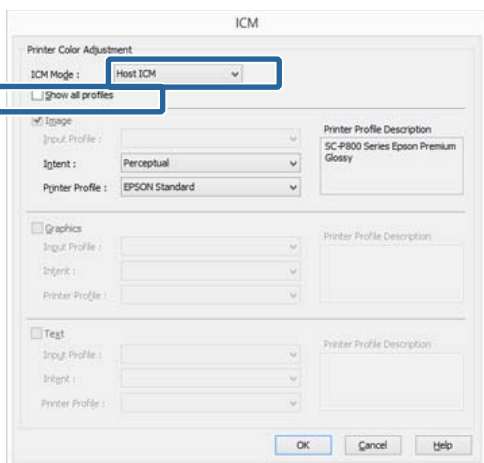 ICM
Printer Color Adjustment
ICM Mode :
Host ICM
Show all profiles
Image
Input Profile :
Intent :
Perceptual
Printer Profile :
EPSON Standard
Printer Profile Description
SC-P800 Series Epson Premium
Glossy
Graphics
Input Profile :
Intent :
Printer Profile :
Printer Profile Description
Text
Input Profile :
Intent :
Printer Profile :
Printer Profile Description
OK
Cancel
Help